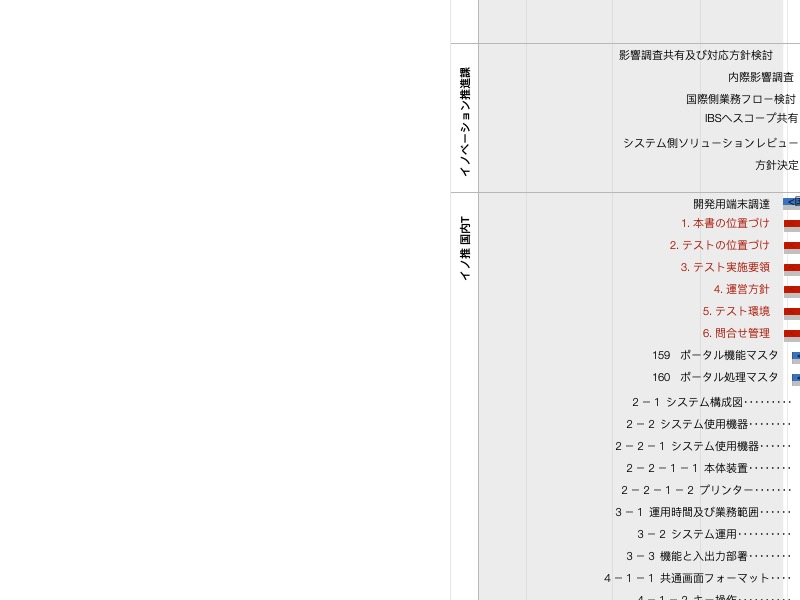 イノベーション推進課
影響調査共有及び対応方針検討
内際影響調査
国際側業務フロー検討
IBSへスコープ共有
システム側ソリューションレビュー
方針決定
イノ推 国内T
開発用端末調達
1. 本書の位置づけ
2. テストの位置づけ
3. テスト実施要領
4. 運営方針
5. テスト環境
6. 問合せ管理
159 ポータル機能マスタ
160 ポータル処理マスタ
2－1 システム構成図‥‥‥‥
2－2 システム使用機器‥‥‥
2－2－1 システム使用機器‥‥
2－2－1－1 本体装置‥‥‥
2－2－1－2 プリンター‥‥‥
3－1 運用時間及び業務範囲‥‥
3－2 システム運用‥‥‥‥
3－3 機能と入出力部署‥‥‥
4－1－1 共通画面フォーマット‥‥
4－1－2 キー操作‥‥‥‥